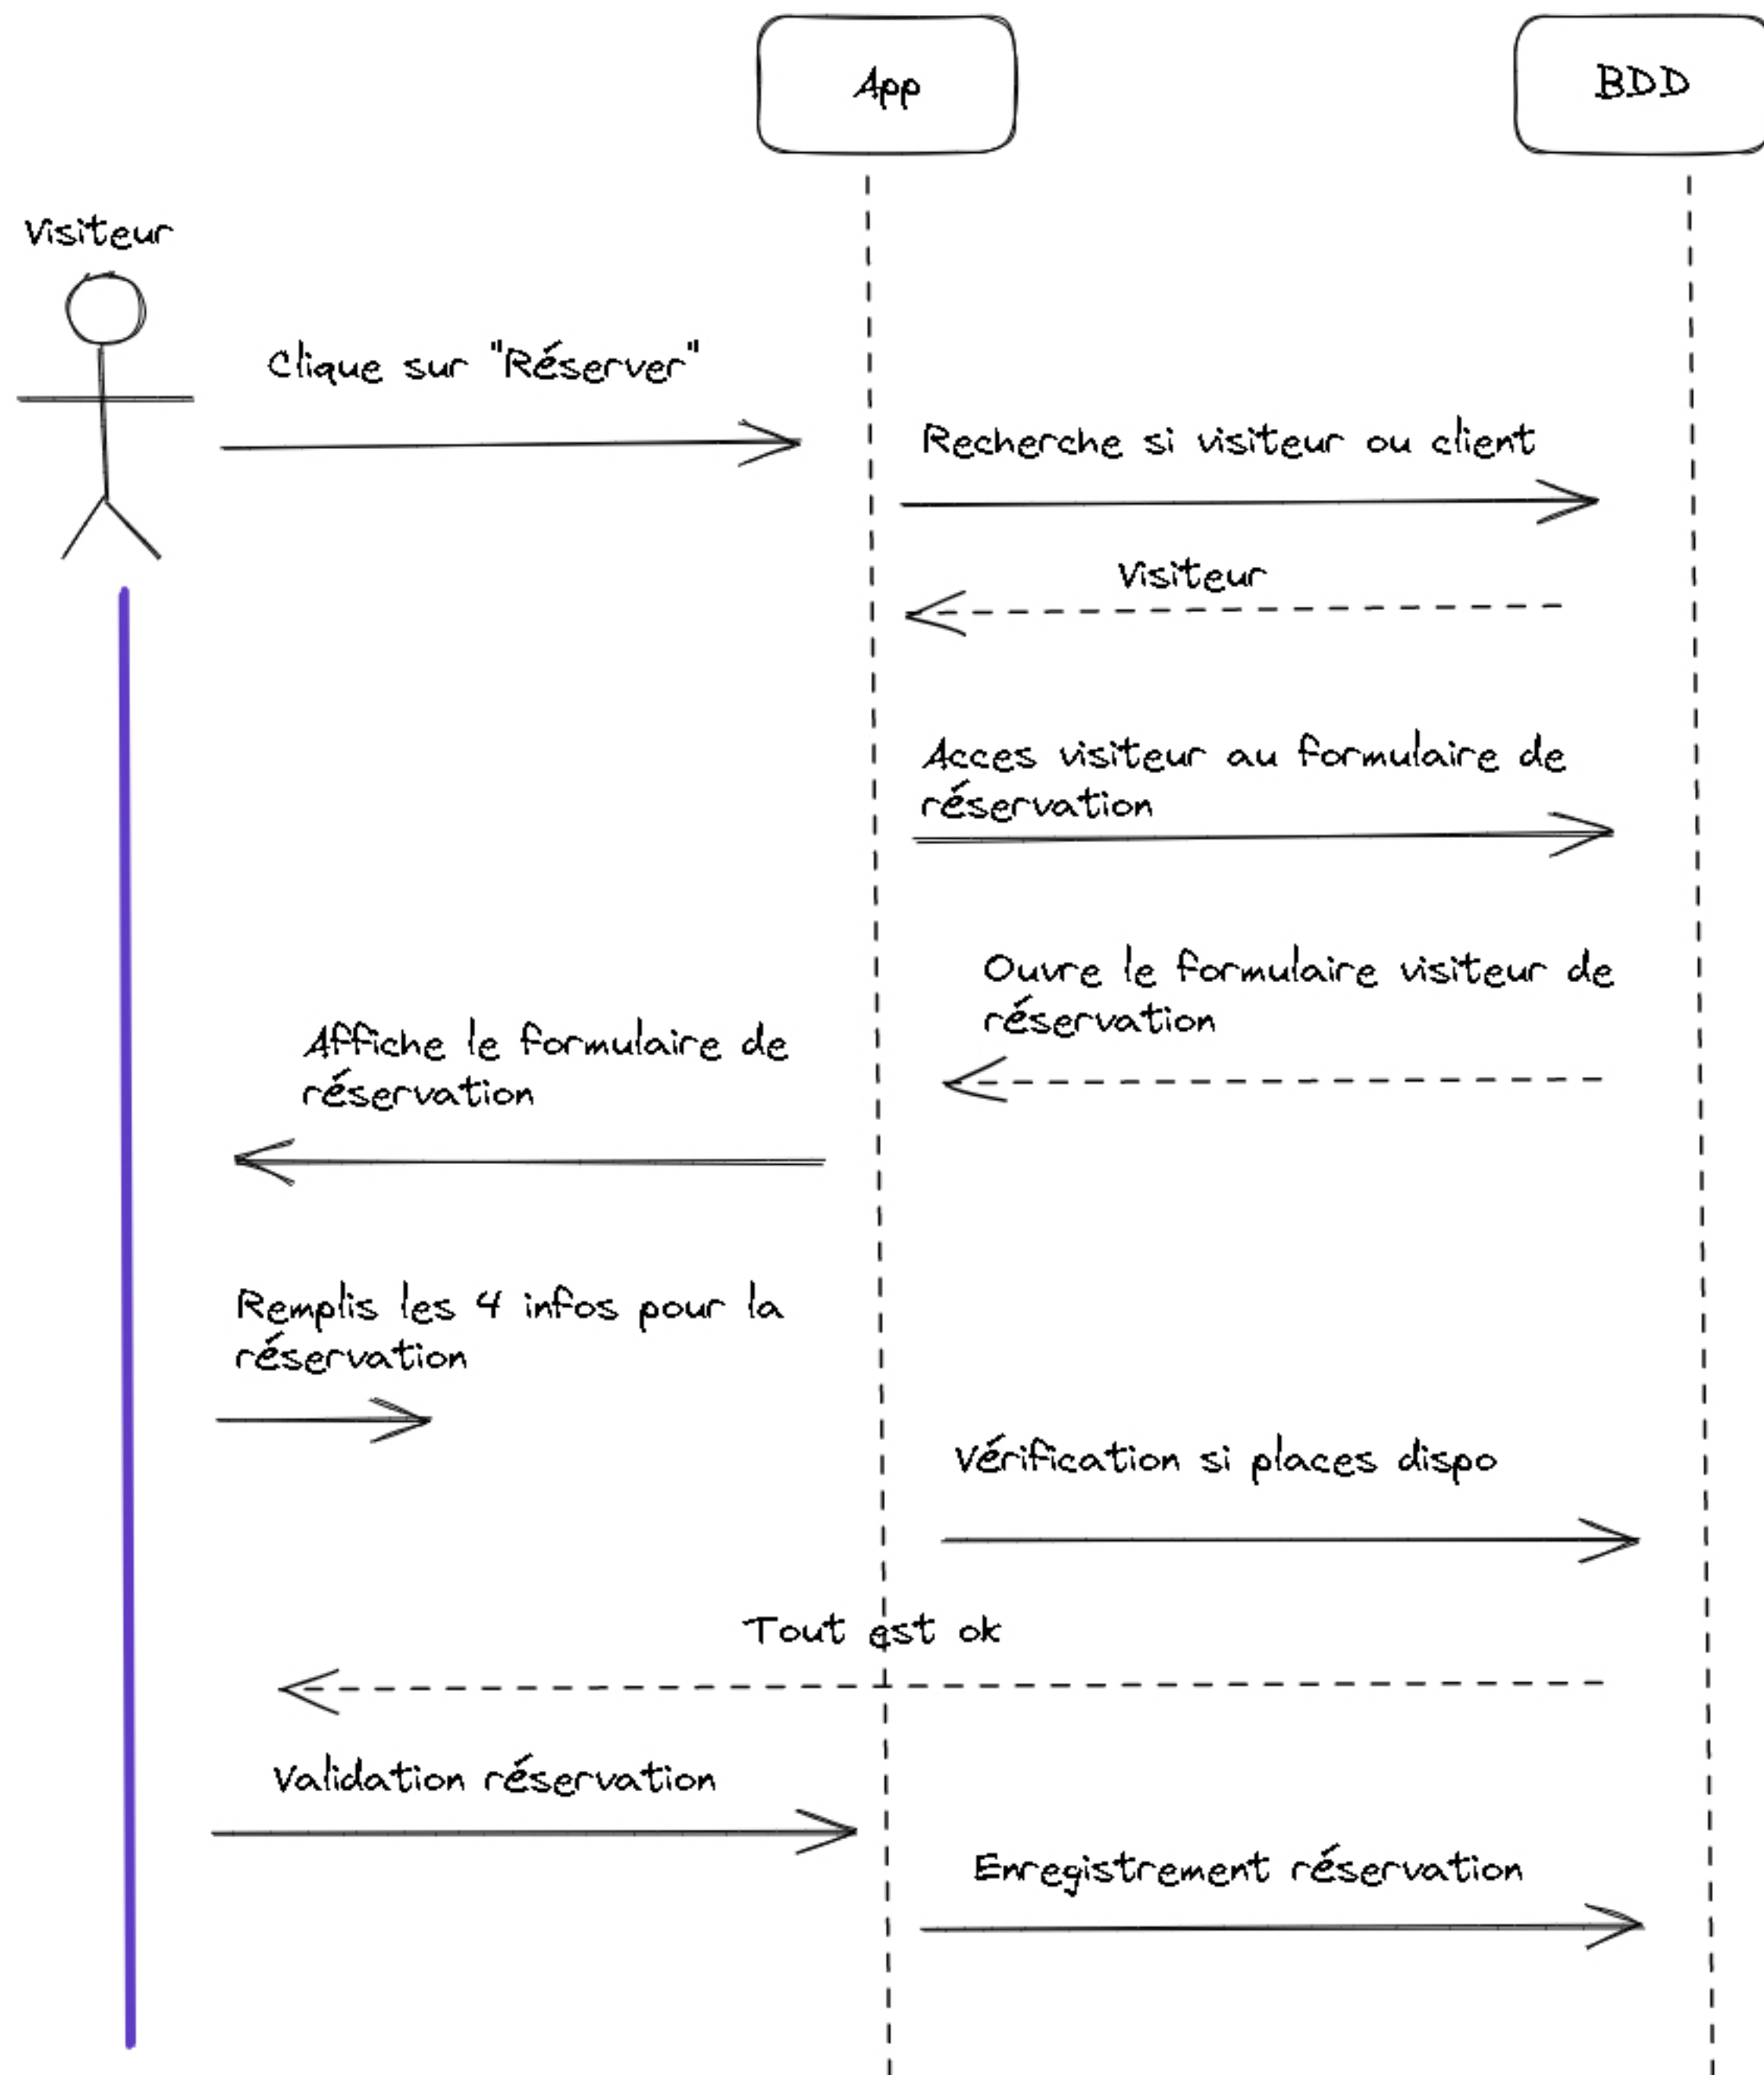 App
BDD
Visiteur
Clique sur "Réserver"
Recherche si visiteur ou client
Visiteur
Acces visiteur au formulaire de
réservation
Ouvre le formulaire visiteur de
réservation
Affiche le formulaire de
réservation
Remplis les 4 infos pour la
réservation
Vérification si places dispo
Tout est ok
Validation réservation
Enregistrement réservation